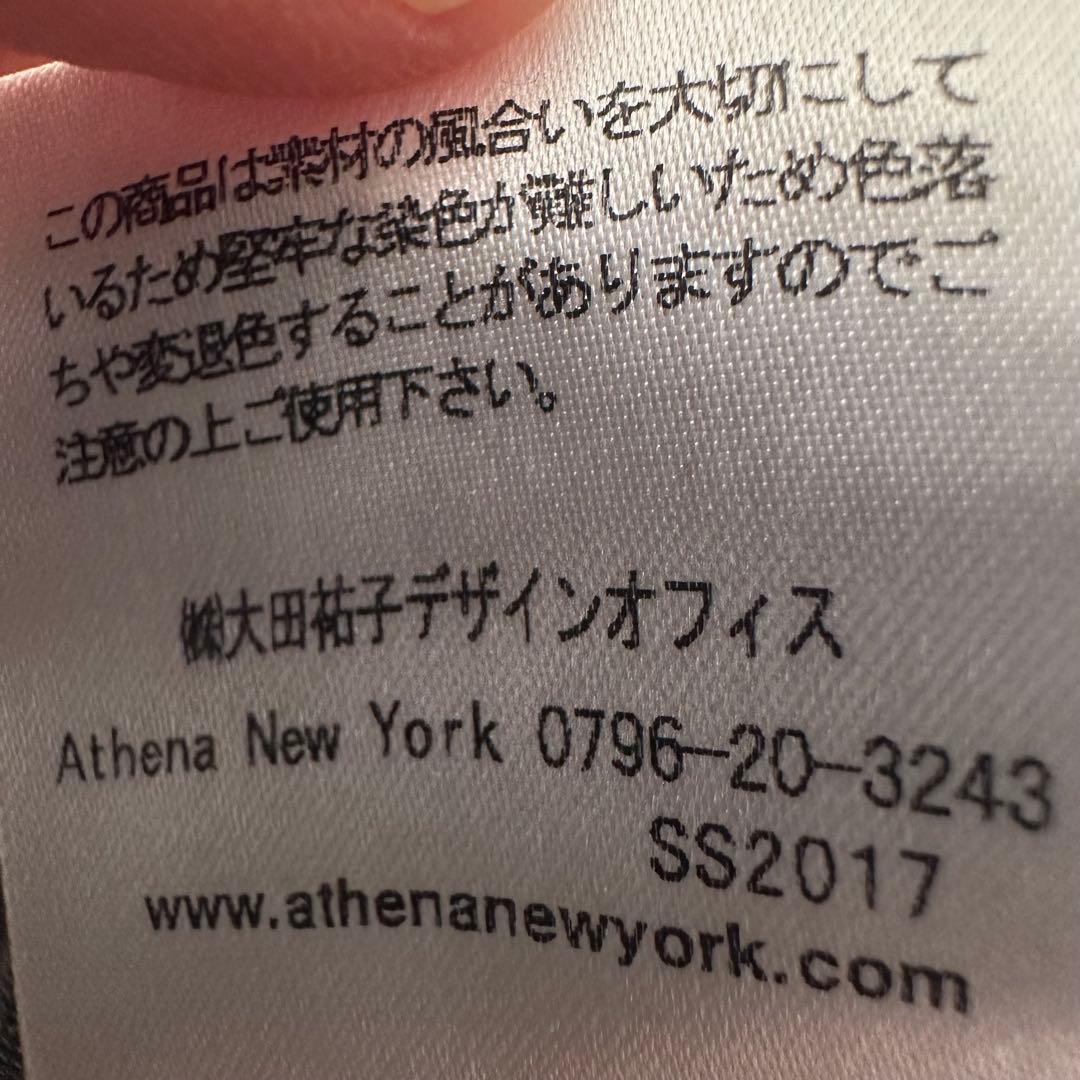 この商品は素材の風合いを大切にして
いるため堅牢な染色が難しいため色落
ちや変退色することがありますのでご
注意の上ご使用下さい。
㈱大田祐子デザインオフィス
Athena New York 0796-20-3243
SS2017
www.athenanewyork.com